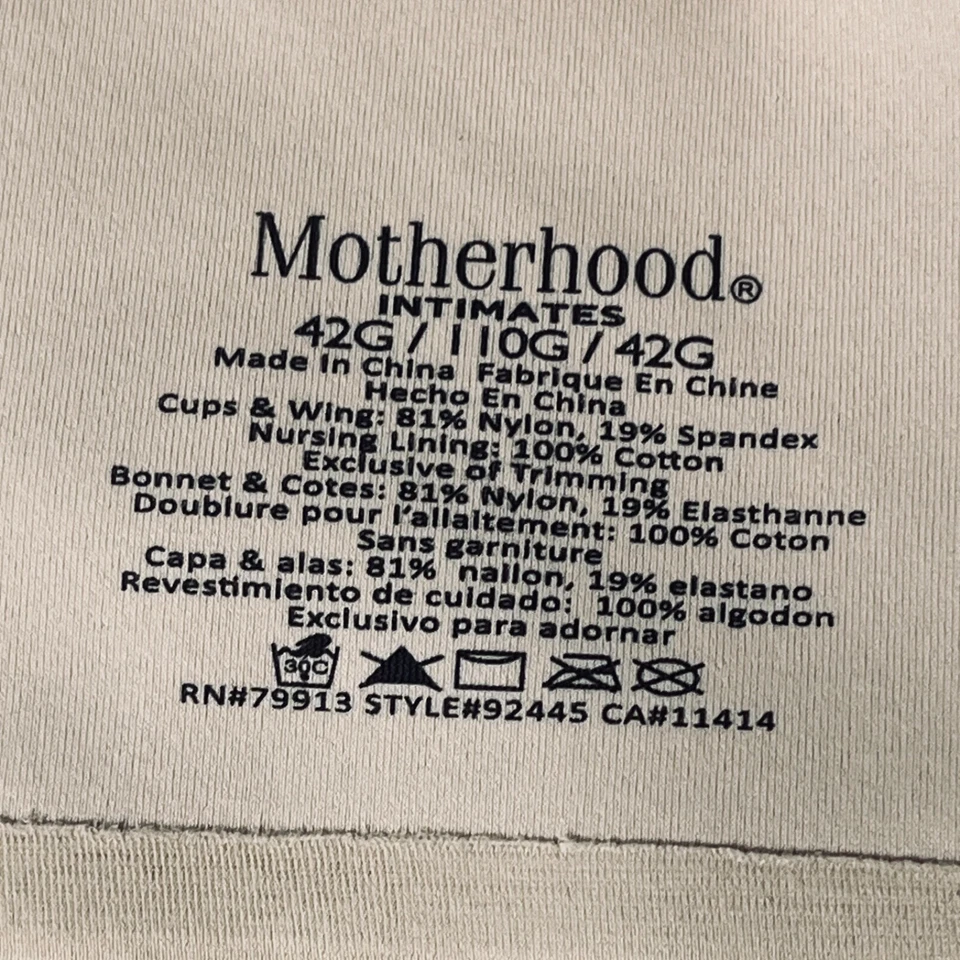 Motherhood®
INTIMATES
42G / 110G / 42G
Made In China Fabrique En Chine
Hecho En China
Cups & Wing: 81% Nylon, 19% Spandex
Nursing Lining: 100% Cotton
Exclusive of Trimming
Bonnet & Cotes: 81% Nylon, 19% Elasthanne
Doublure pour l'allaitement: 100% Coton
Sans garniture
Capa & alas: 81% nailon, 19% elastano
Revestimiento de cuidado: 100% algodon
Exclusivo para adornar
30C
RN#79913 STYLE#92445 CA#11414